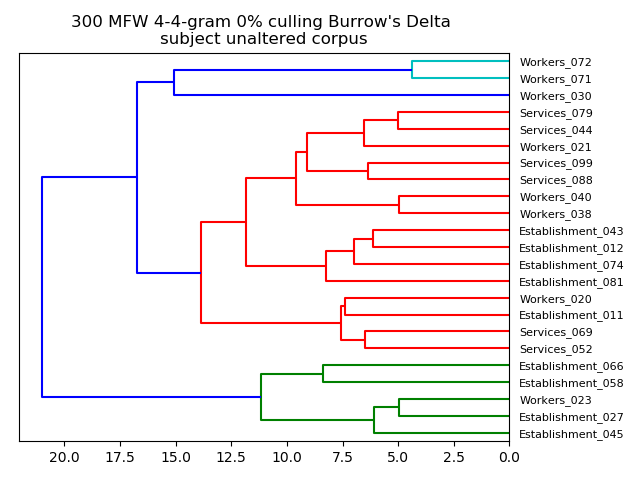 300 MFW 4-4-gram 0% culling Burrow's Delta
subject unaltered corpus
Workers_072
Workers_071
Workers_030
Services_079
Services_044
Workers_021
Services_099
Services_088
Workers_040
Workers_038
Establishment_043
Establishment_012
Establishment_074
Establishment_081
Workers_020
Establishment_011
Services_069
Services_052
Establishment_066
Establishment_058
Workers_023
Establishment_027
Establishment_045
20.0 17.5 15.0 12.5 10.0 7.5 5.0 2.5 0.0